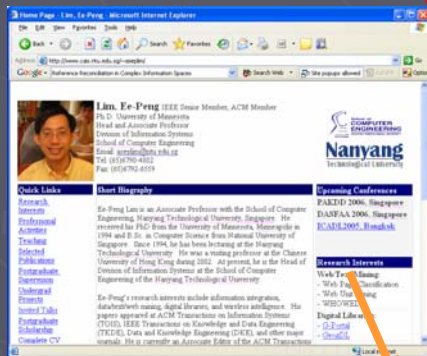 Home Page - Lim, Ee-Peng - Microsoft Internet Explorer
File Edit View Favorites Tools Help
Back Search Favorites
Address http://www.cais.ntu.edu.sg/~aseplim/
Google Reference Reconciliation in Complex Information Spaces Search Web Site popups allowed
Lim, Ee-Peng IEEE Senior Member, ACM Member
Ph.D. University of Minnesota
Head and Associate Professor
Division of Information Systems
School of Computer Engineering
Email: aseplim@ntu.edu.sg
Tel: (65)6790-4802
Fax: (65)6792-6559
SCHOOL OF
COMPUTER
ENGINEERING
Nanyang
Technological University
Quick Links
Research
Interests
Professional
Activities
Teaching
Selected
Publications
Postgraduate
Supervision
Undergrad
Projects
Invited Talks
Postgraduate
Scholarship
Complete CV
Short Biography
Ee-Peng Lim is an Associate Professor with the School of Computer
Engineering, Nanyang Technological University, Singapore. He
received his PhD from the University of Minnesota, Minneapolis in
1994 and B.Sc. in Computer Science from National University of
Singapore. Since 1994, he has been lecturing at the Nanyang
Technological University. He was a visiting professor at the Chinese
University of Hong Kong during 2002. At present, he is the Head of
Division of Information Systems at the School of Computer
Engineering of the Nanyang Technological University.
Ee-Peng's research interests include information integration,
data/text/web mining, digital libraries, and wireless intelligence. His
papers appeared at ACM Transactions on Information Systems
(TOIS), IEEE Transactions on Knowledge and Data Engineering
(TKDE), Data and Knowledge Engineering (DKE), and other major
journals. He is currently an Associate Editor of the ACM Transactions
Upcoming Conferences
PAKDD 2006, Singapore
DASFAA 2006, Singapore
ICADL2005, Bangkok
Research Interests
Web/Text Mining:
- Web Page Classification
- Web Unit Mining
- WHOWEDA
Digital Libraries:
- G-Portal
- GeogDL